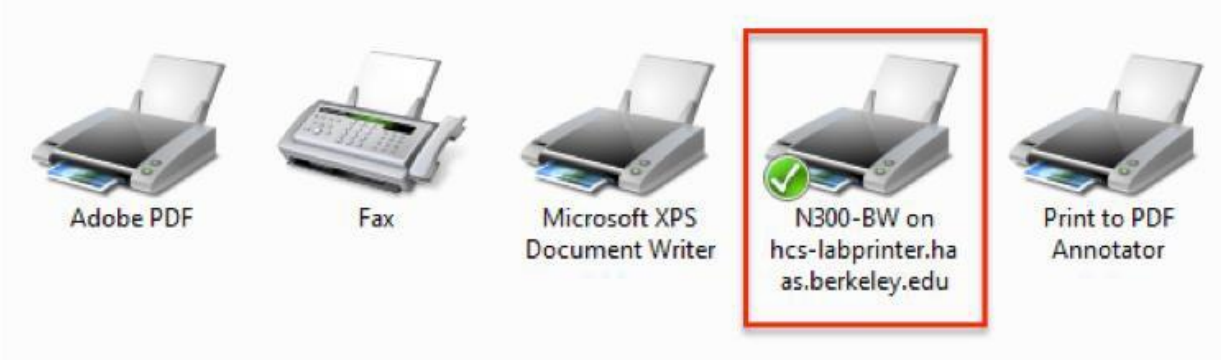 Adobe PDF
Fax
Microsoft XPS
Document Writer
N300-BW on
hcs-labprinter.ha
as.berkeley.edu
Print to PDF
Annotator